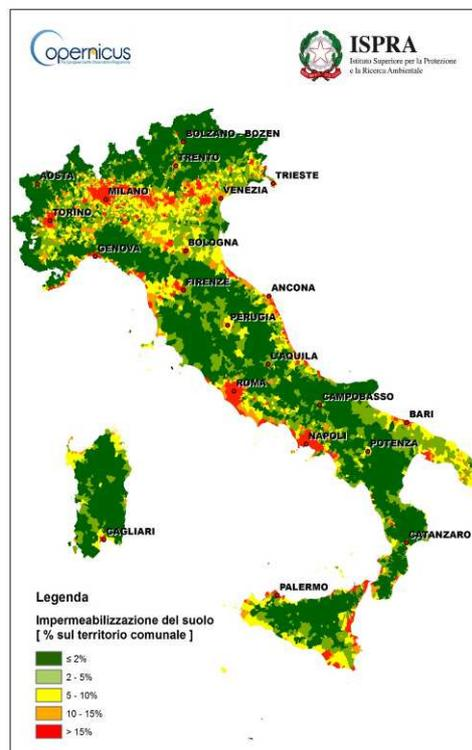 Copernicus
ISPRA
Istituto Superiore per la Protezione
e la Ricerca Ambientale
BOLZANO - BOZEN
TRENTO
AOSTA
TRIESTE
MILANO
VENEZIA
TORINO
BOLOGNA
GENOVA
FIRENZE
ANCONA
PERUGIA
L'AQUILA
ROMA
CAMPOBASSO
BARI
NAPOLI
POTENZA
CAGLIARI
CATANZARO
PALERMO
Legenda
Impermeabilizzazione del suolo
[ % sul territorio comunale ]
≤ 2%
2 - 5%
5 - 10%
10 - 15%
> 15%